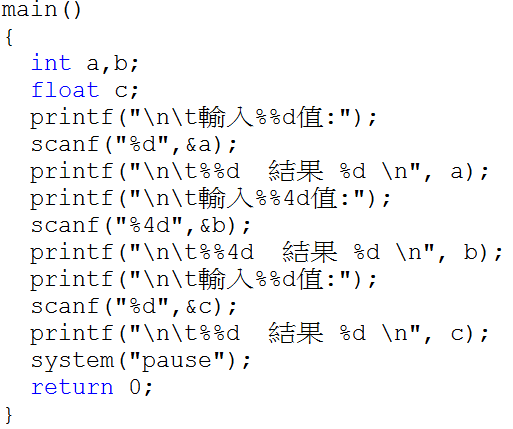 main()
{
  int a,b;
  float c;
  printf("\n\t輸入%%d值:");
  scanf("%d",&a);
  printf("\n\t%%d  結果 %d \n", a);
  printf("\n\t輸入%%4d值:");
  scanf("%4d",&b);
  printf("\n\t%%4d  結果 %d \n", b);
  printf("\n\t輸入%%d值:");
  scanf("%d",&c);
  printf("\n\t%%d  結果 %d \n", c);
  system("pause");
  return 0;
}